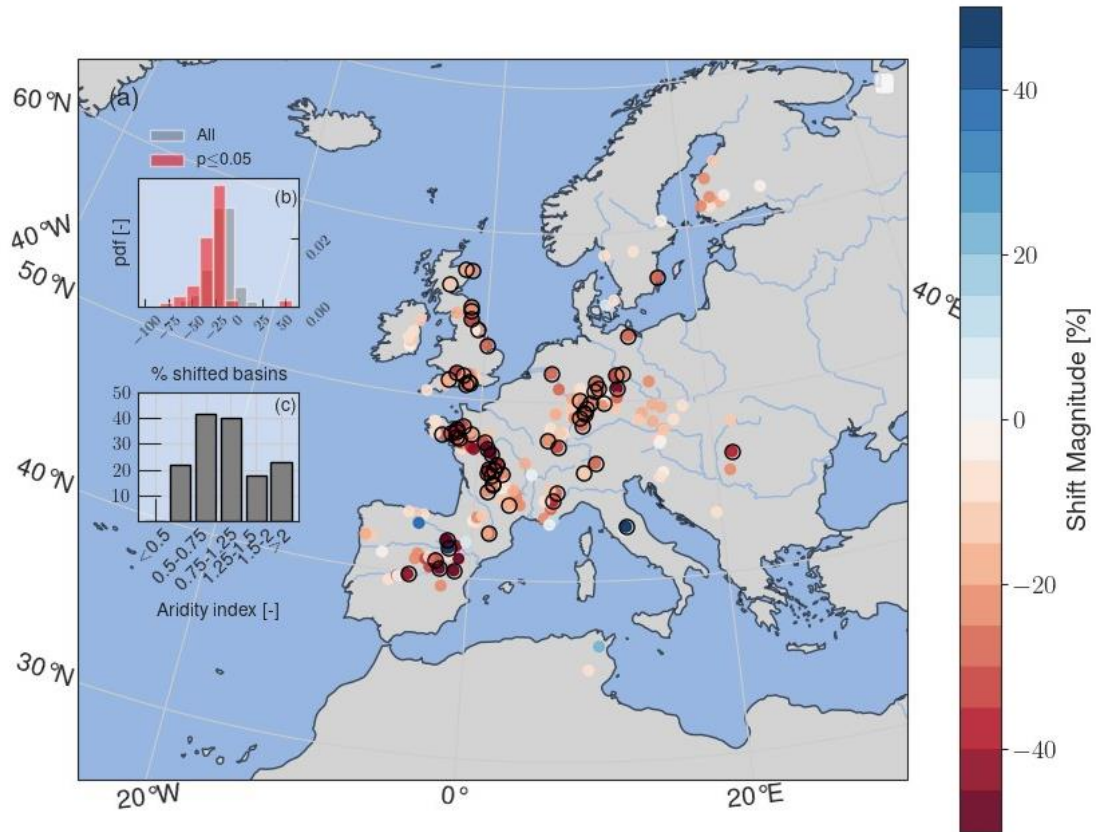 (a)
All
p≤0.05
(b)
pdf [-]
0.02
0.00
−100
−75
−50
−25
0
25
50
% shifted basins
(c)
50
40
30
20
10
<0.5
0.5-0.75
0.75-1.25
1.25-1.5
1.5-2
>2
Aridity index [-]
60°N
40°W
50°N
40°N
30°N
20°W
0°
20°E
40°E
40
20
0
−20
−40
Shift Magnitude [%]